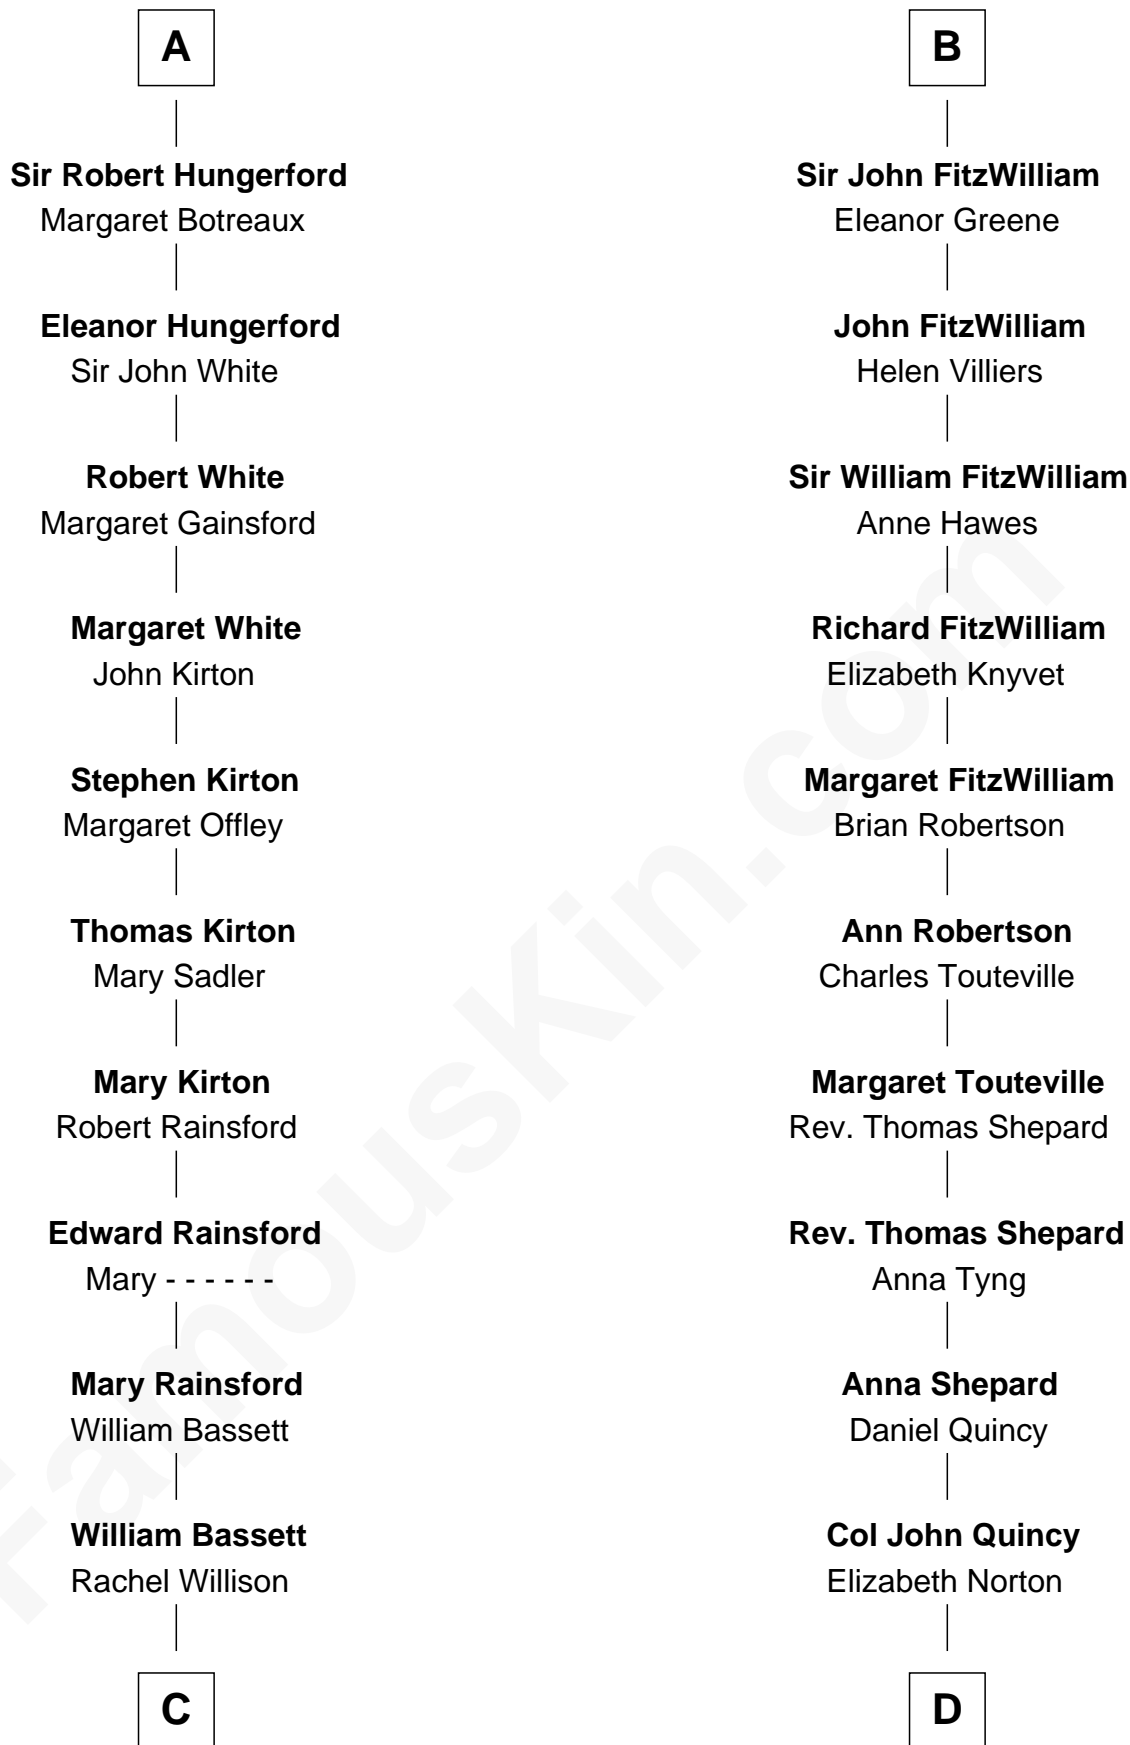 A
Sir Robert Hungerford
Margaret Botreaux
Eleanor Hungerford
Sir John White
Robert White
Margaret Gainsford
Margaret White
John Kirton
Stephen Kirton
Margaret Offley
Thomas Kirton
Mary Sadler
Mary Kirton
Robert Rainsford
Edward Rainsford
Mary - - - - - -
Mary Rainsford
William Bassett
William Bassett
Rachel Willison
C
B
Sir John FitzWilliam
Eleanor Greene
John FitzWilliam
Helen Villiers
Sir William FitzWilliam
Anne Hawes
Richard FitzWilliam
Elizabeth Knyvet
Margaret FitzWilliam
Brian Robertson
Ann Robertson
Charles Touteville
Margaret Touteville
Rev. Thomas Shepard
Rev. Thomas Shepard
Anna Tyng
Anna Shepard
Daniel Quincy
Col John Quincy
Elizabeth Norton
D
FamousKin.com